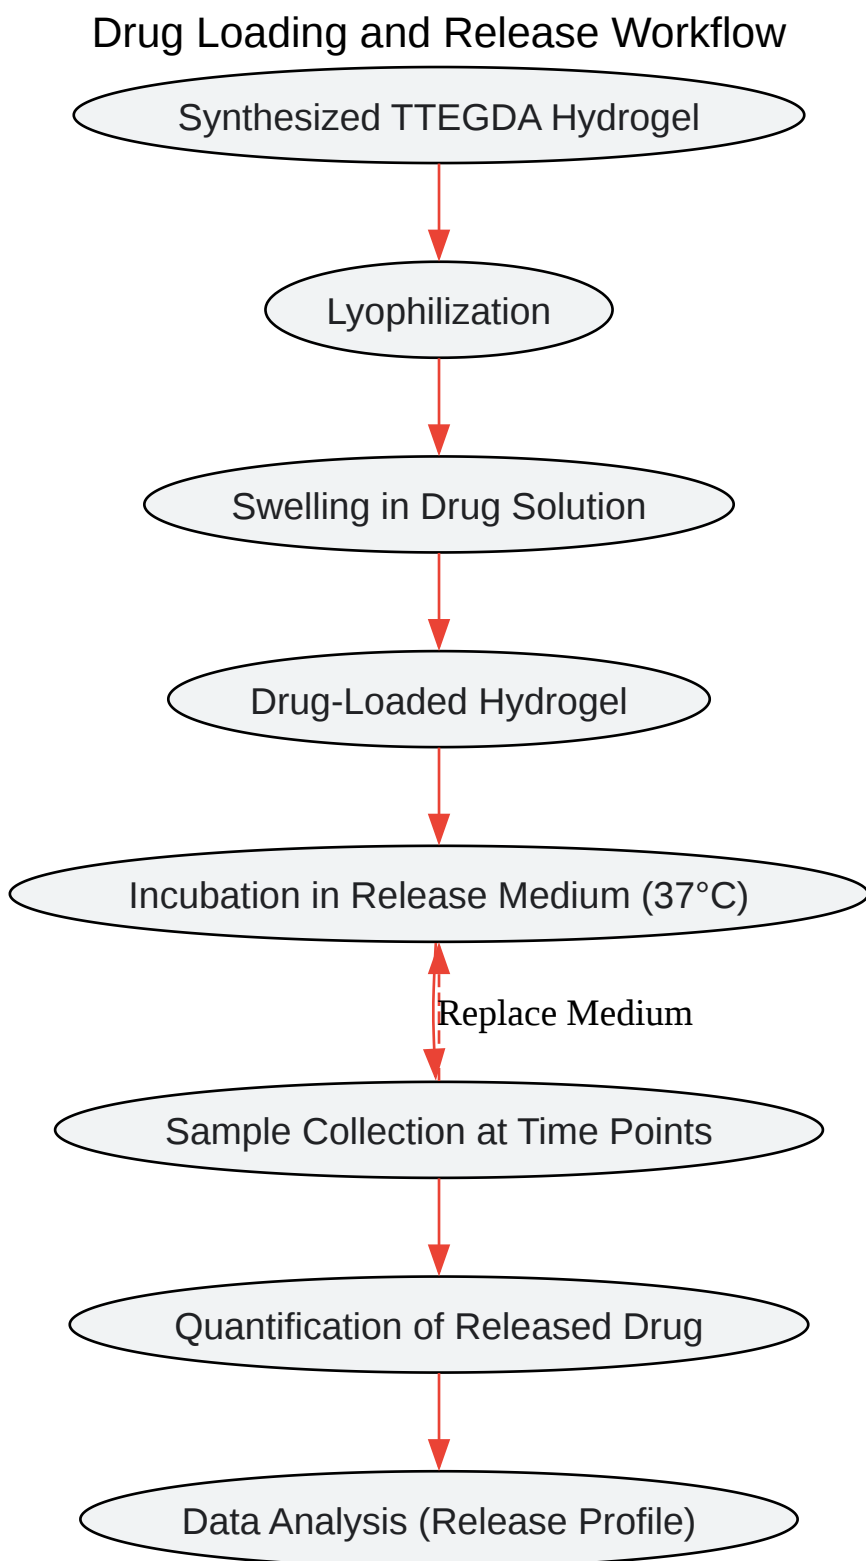 Drug Loading and Release Workflow
Synthesized TTEGDA Hydrogel
Lyophilization
Swelling in Drug Solution
Drug-Loaded Hydrogel
Incubation in Release Medium (37°C)
Replace Medium
Sample Collection at Time Points
Quantification of Released Drug
Data Analysis (Release Profile)